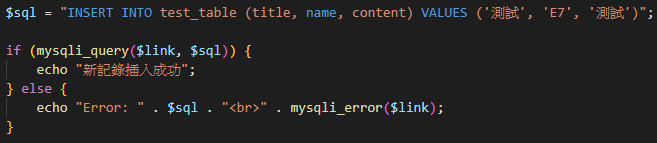 $sql = "INSERT INTO test_table (title, name, content) VALUES ('測試', 'E7', '測試')";
if (mysqli_query($link, $sql)) {
echo "新記錄插入成功";
} else {
echo "Error: " . $sql . "<br>" . mysqli_error($link);
}